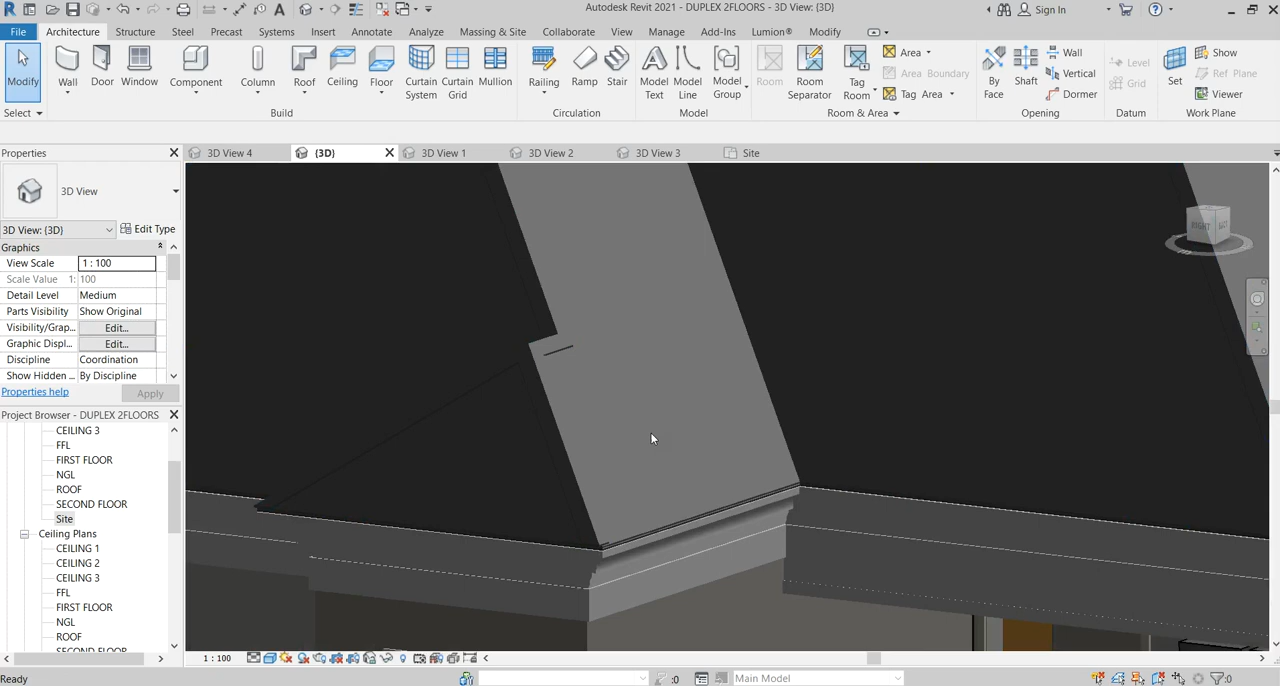 Autodesk Revit 2021 - DUPLEX 2FLOORS - 3D View: {3D}
Sign In
File Architecture Structure Steel Precast Systems Insert Annotate Analyze Massing & Site Collaborate View Manage Add-Ins Lumion® Modify
Modify Wall Door Window Component Column Roof Ceiling Floor Curtain System Curtain Grid Mullion Railing Ramp Stair Model Text Model Line Model Group Room Room Separator Tag Room By Face Shaft Set
Area Wall Level Show
Area Boundary Vertical Grid Ref Plane
Tag Area Dormer Viewer
Select Build Circulation Model Room & Area Opening Datum Work Plane
Properties
3D View 4 {3D} 3D View 1 3D View 2 3D View 3 Site
3D View
3D View: {3D} Edit Type
Graphics
View Scale 1 : 100
Scale Value 1: 100
Detail Level Medium
Parts Visibility Show Original
Visibility/Grap... Edit...
Graphic Displ... Edit...
Discipline Coordination
Show Hidden ... By Discipline
Properties help Apply
Project Browser - DUPLEX 2FLOORS
CEILING 3
FFL
FIRST FLOOR
NGL
ROOF
SECOND FLOOR
Site
Ceiling Plans
CEILING 1
CEILING 2
CEILING 3
FFL
FIRST FLOOR
NGL
ROOF
SECOND FLOOR
RIGHT
1 : 100
Ready
:0
Main Model
:0